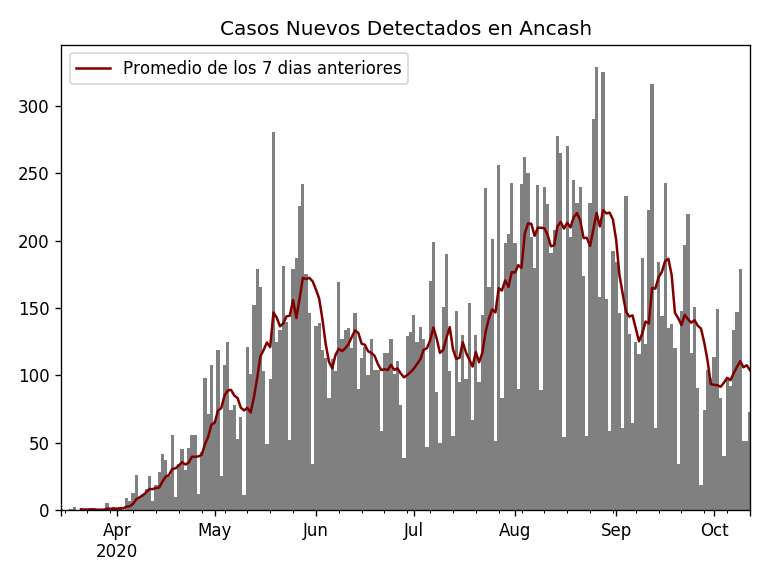 Casos Nuevos Detectados en Ancash
Promedio de los 7 dias anteriores
300
250
200
150
100
50
0
Apr May Jun Jul Aug Sep Oct
2020